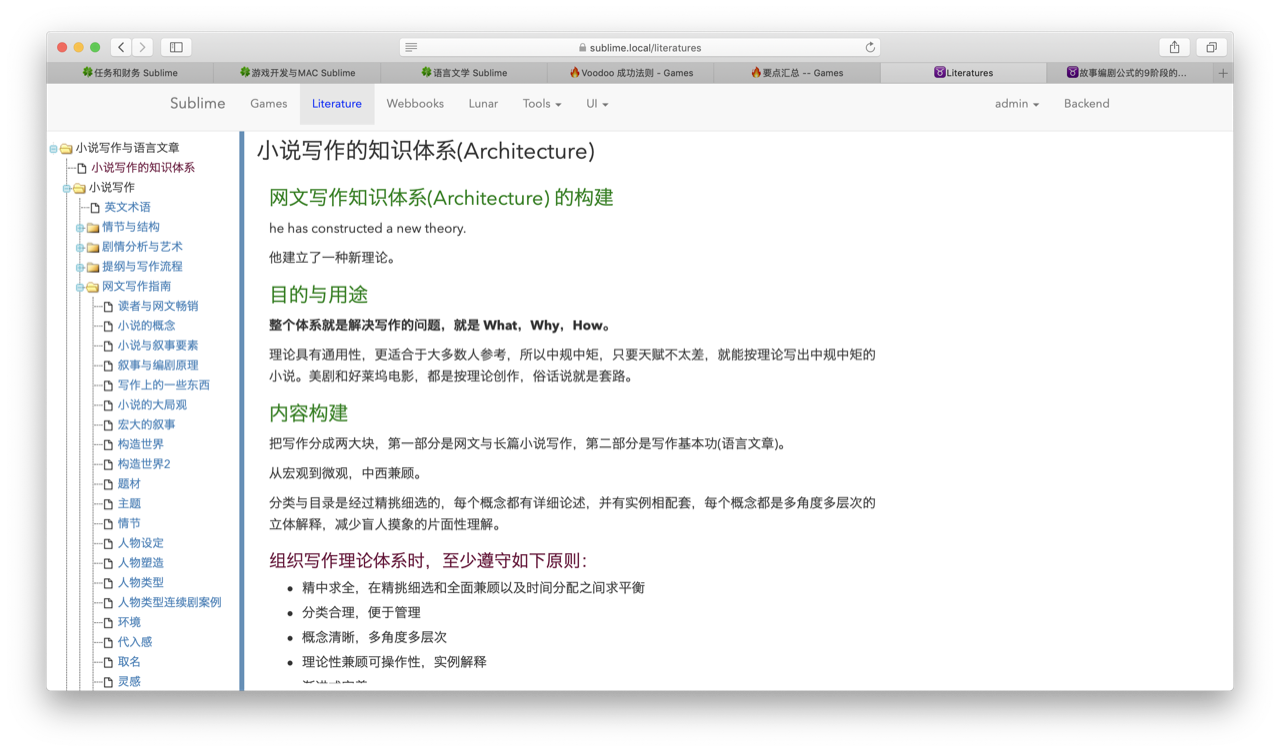 sublime.local/literatures
任务和财务 Sublime
游戏开发与MAC Sublime
语言文学 Sublime
Voodoo 成功法则 - Games
要点汇总 -- Games
Literatures
故事编剧公式的9阶段的...
Sublime
Games
Literature
Webbooks
Lunar
Tools
UI
admin
Backend
小说写作与语言文章
小说写作的知识体系
小说写作
英文术语
情节与结构
剧情分析与艺术
提纲与写作流程
网文写作指南
读者与网文畅销
小说的概念
小说与叙事要素
叙事与编剧原理
写作上的一些东西
小说的大局观
宏大的叙事
构造世界
构造世界2
题材
主题
情节
人物设定
人物塑造
人物类型
人物类型连续剧案例
环境
代入感
取名
灵感
小说写作的知识体系(Architecture)
网文写作知识体系(Architecture) 的构建
he has constructed a new theory.
他建立了一种新理论。
目的与用途
整个体系就是解决写作的问题，就是 What，Why，How。
理论具有通用性，更适合于大多数人参考，所以中规中矩，只要天赋不太差，就能按理论写出中规中矩的
小说。美剧和好莱坞电影，都是按理论创作，俗话说就是套路。
内容构建
把写作分成两大块，第一部分是网文与长篇小说写作，第二部分是写作基本功(语言文章)。
从宏观到微观，中西兼顾。
分类与目录是经过精挑细选的，每个概念都有详细论述，并有实例相配套，每个概念都是多角度多层次的
立体解释，减少盲人摸象的片面性理解。
组织写作理论体系时，至少遵守如下原则：
精中求全，在精挑细选和全面兼顾以及时间分配之间求平衡
分类合理，便于管理
概念清晰，多角度多层次
理论性兼顾可操作性，实例解释